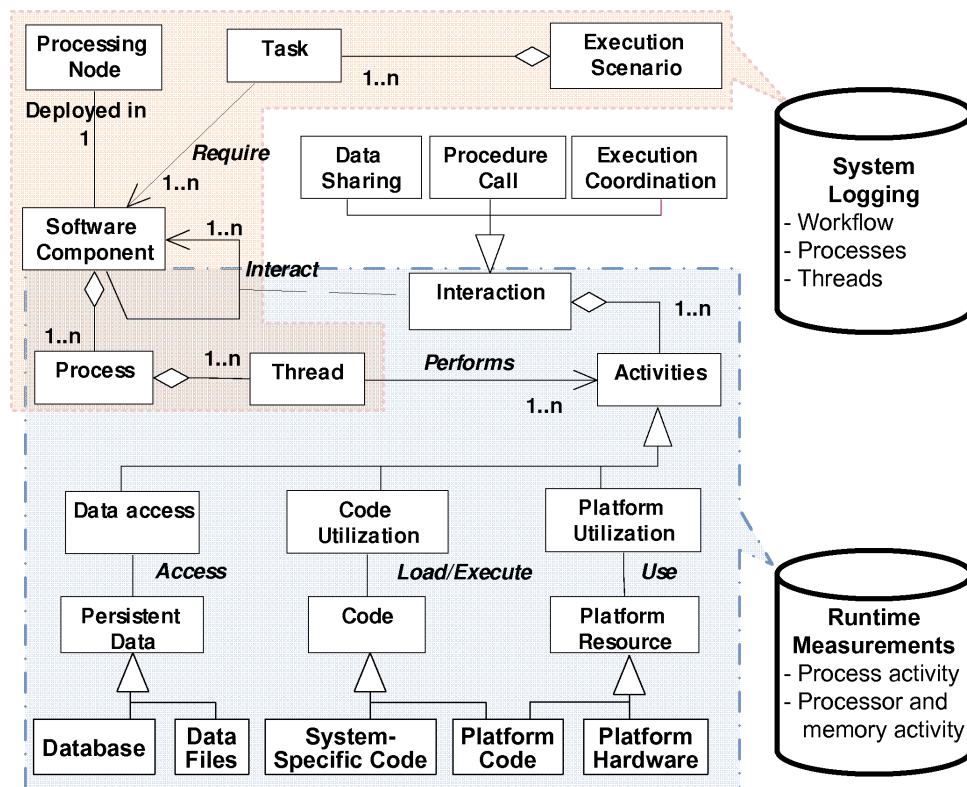 Processing
Node
Task
Execution
Scenario
1..n
Deployed in
1
Require
1..n
Data
Sharing
Procedure
Call
Execution
Coordination
System
Logging
- Workflow
- Processes
- Threads
Software
Component
1..n
Interact
Interaction
1..n
1..n
Process
1..n
Thread
Performs
1..n
Activities
Data access
Code
Utilization
Platform
Utilization
Access
Load/Execute
Use
Persistent
Data
Code
Platform
Resource
Runtime
Measurements
- Process activity
- Processor and
memory activity
Database
Data
Files
System-
Specific Code
Platform
Code
Platform
Hardware